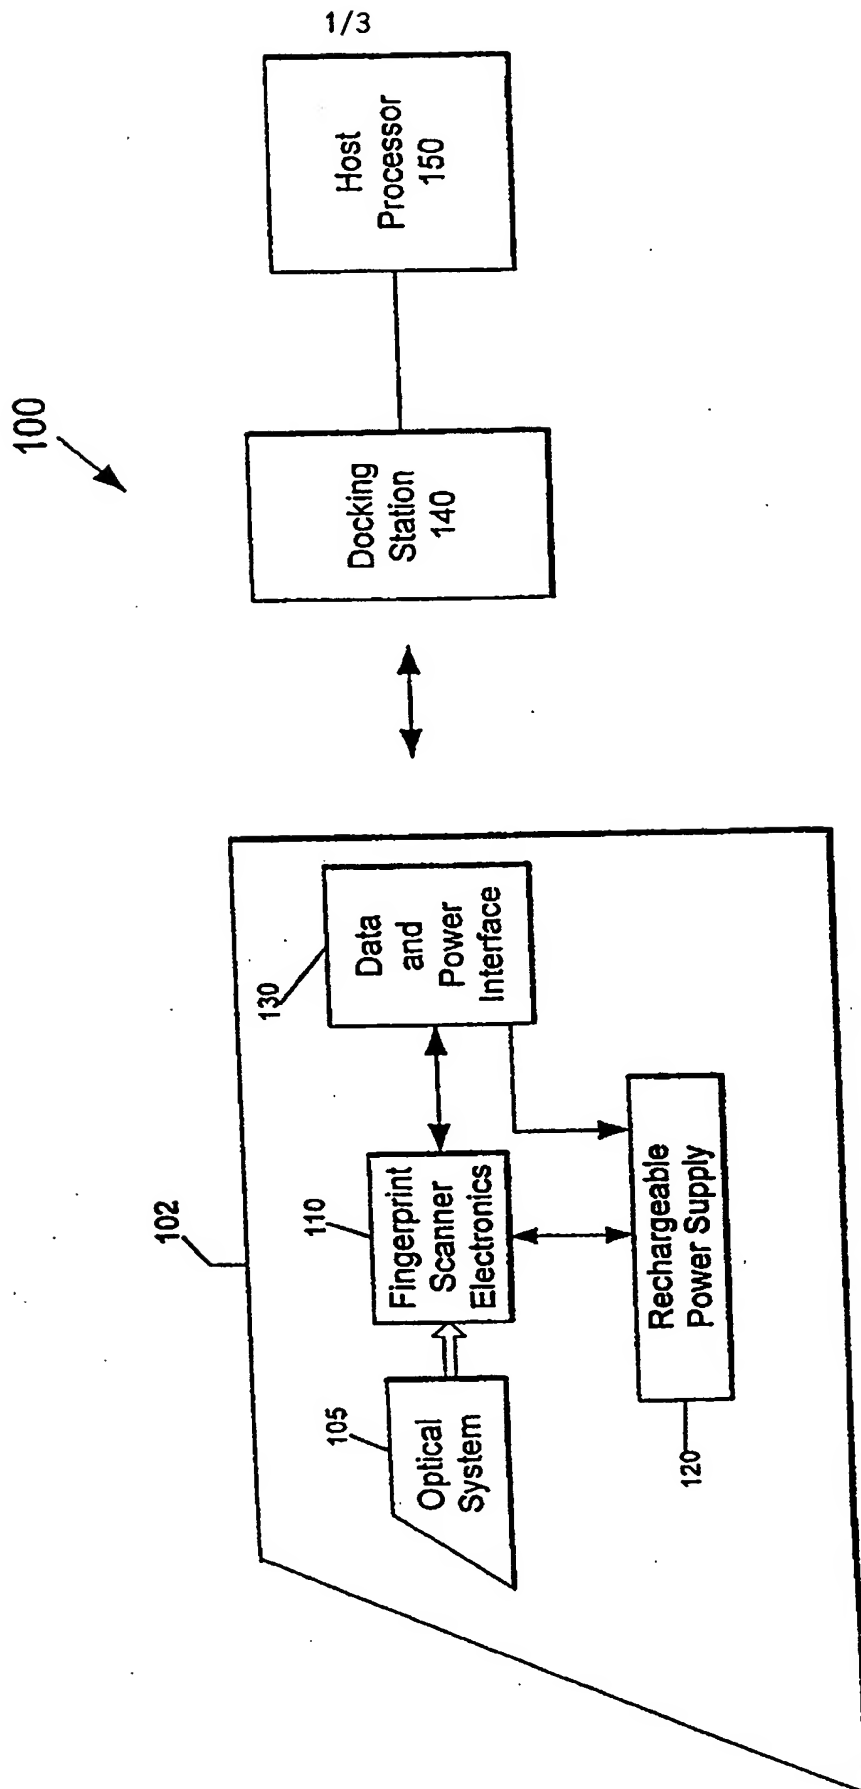 1/3
100
Host
Processor
150
Docking
Station
140
102
130
Data
and
Power
Interface
110
Fingerprint
Scanner
Electronics
105
Optical
System
Rechargeable
Power Supply
120